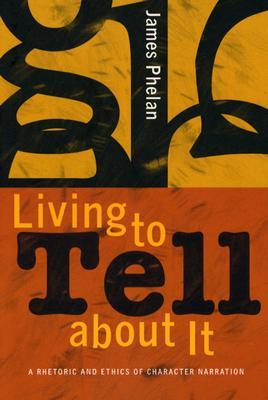 James Phelan
Living to
Tell
about It
A RHETORIC AND ETHICS OF CHARACTER NARRATION